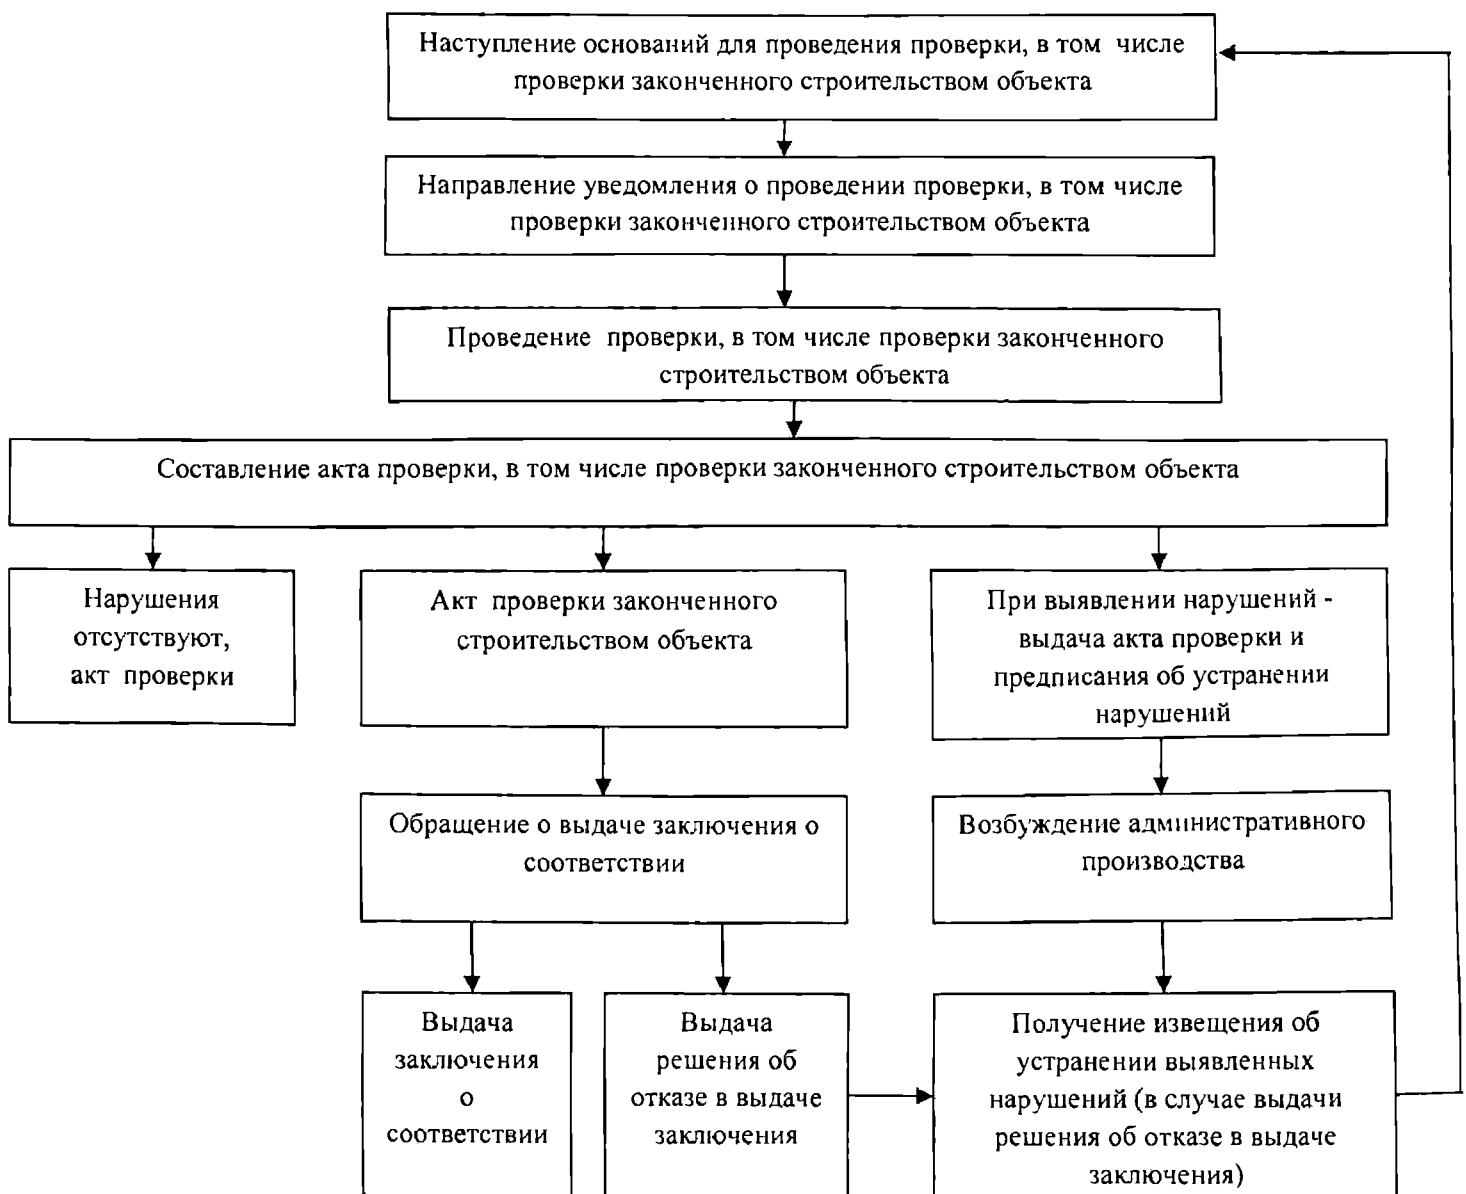 Наступление оснований для проведения проверки, в том числе
проверки законченного строительством объекта
Направление уведомления о проведении проверки, в том числе
проверки законченного строительством объекта
Проведение проверки, в том числе проверки законченного
строительством объекта
Составление акта проверки, в том числе проверки законченного строительством объекта
Нарушения
отсутствуют,
акт проверки
Акт проверки законченного
строительством объекта
При выявлении нарушений -
выдача акта проверки и
предписания об устранении
нарушений
Обращение о выдаче заключения о
соответствии
Возбуждение административного
производства
Выдача
заключения
о
соответствии
Выдача
решения об
отказе в выдаче
заключения
Получение извещения об
устранении выявленных
нарушений (в случае выдачи
решения об отказе в выдаче
заключения)